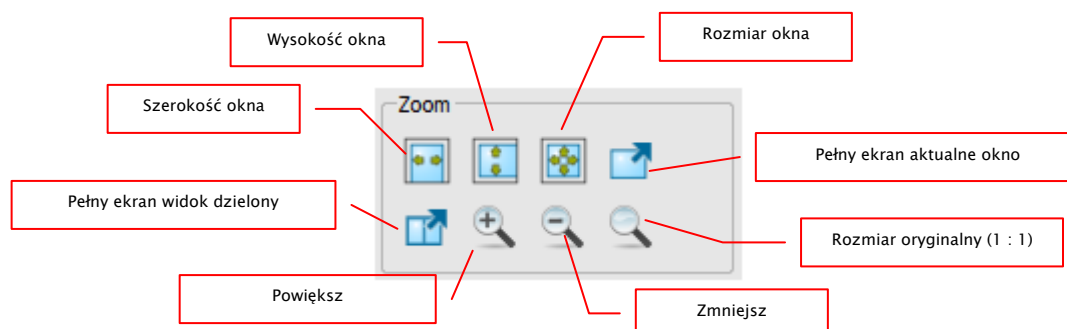 Wysokość okna
Rozmiar okna
Szerokość okna
Zoom
Pełny ekran aktualne okno
Pełny ekran widok dzielony
Rozmiar oryginalny (1 : 1)
Powiększ
Zmniejsz